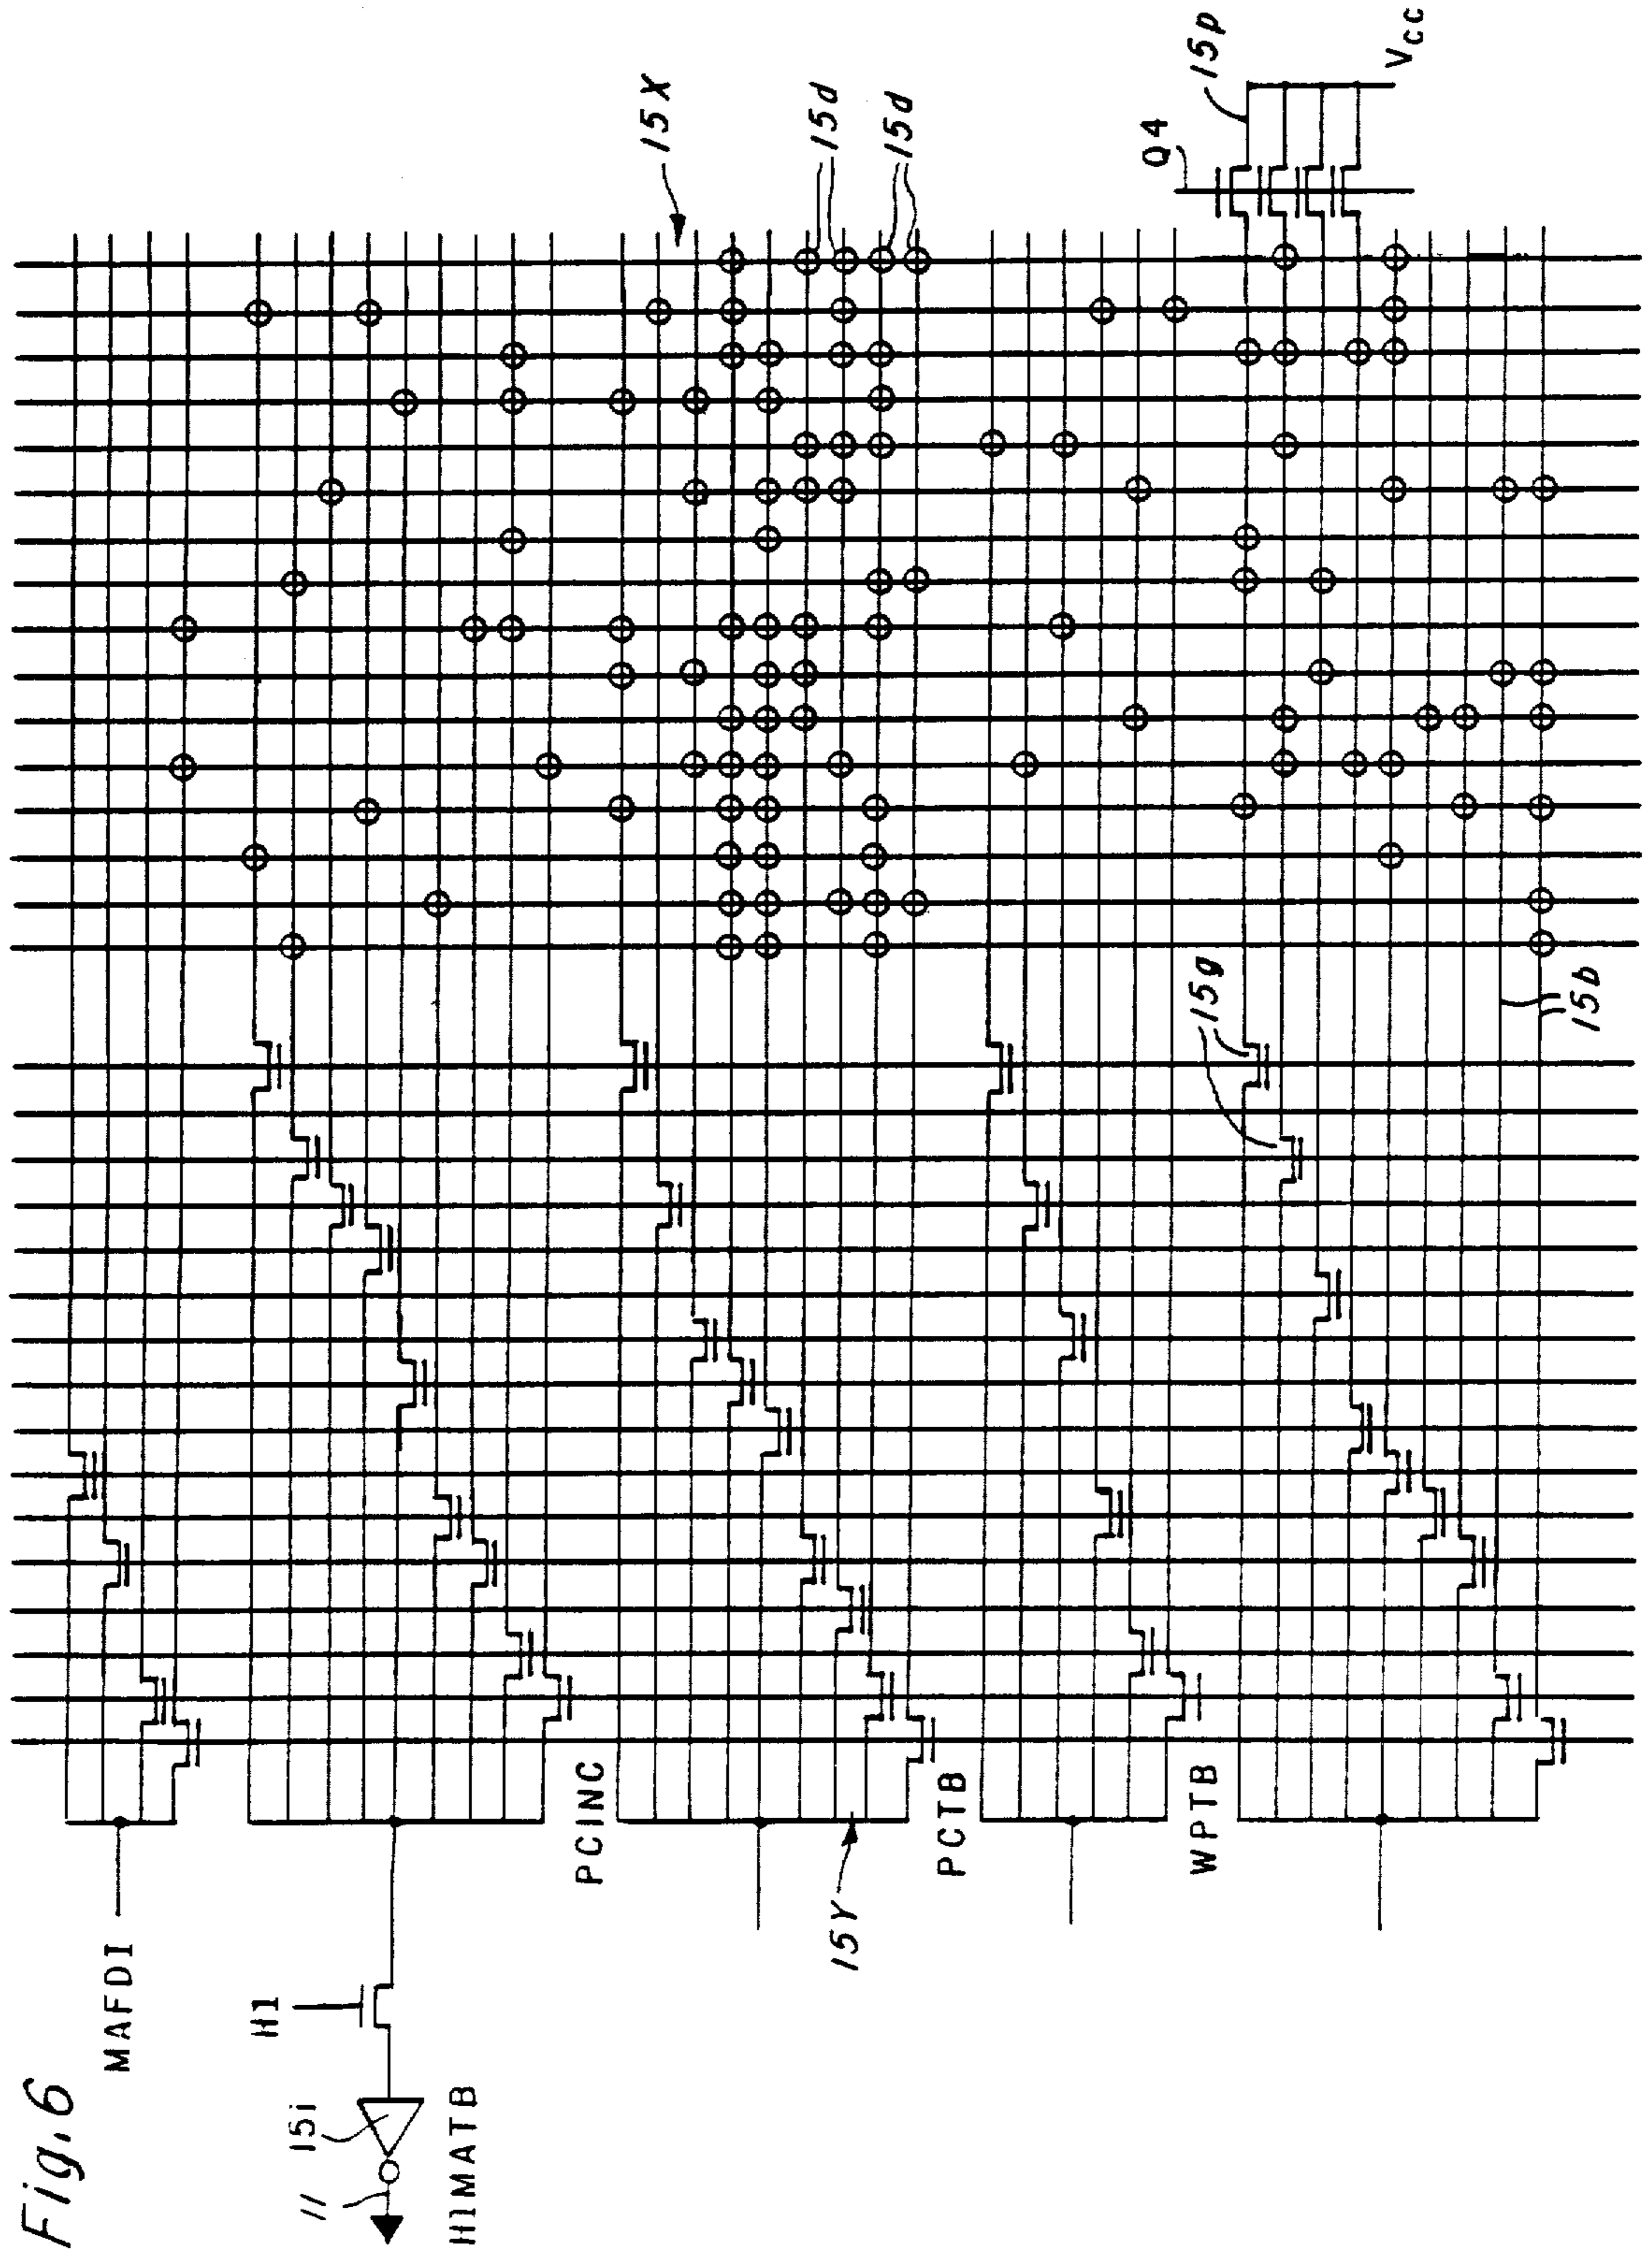 Fig. 6
MAFDI
H1
15i
11
H1MATB
PCINC
15Y
PCTB
WPTB
15X
15d
15d
15p
Q4
Vcc
15g
15b